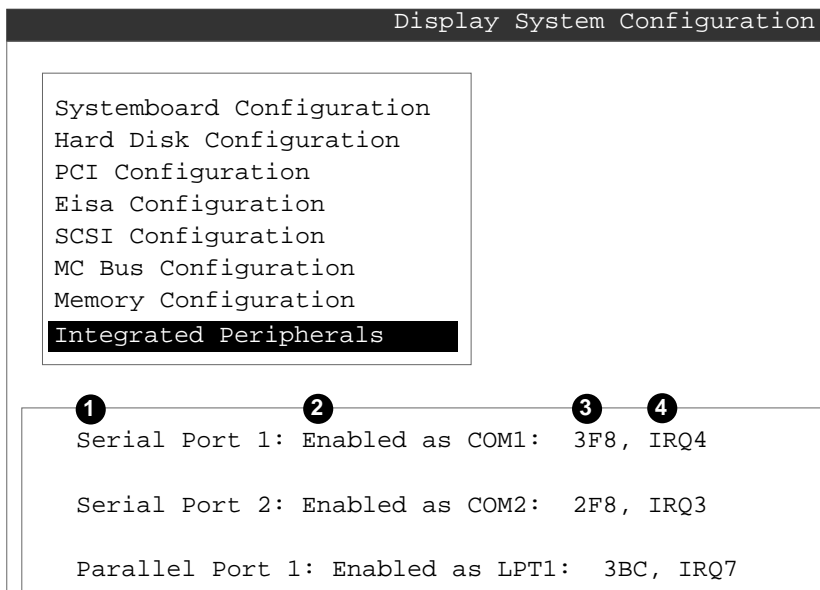 Display System Configuration
Systemboard Configuration
Hard Disk Configuration
PCI Configuration
Eisa Configuration
SCSI Configuration
MC Bus Configuration
Memory Configuration
Integrated Peripherals
1 2 3 4
Serial Port 1: Enabled as COM1: 3F8, IRQ4
Serial Port 2: Enabled as COM2: 2F8, IRQ3
Parallel Port 1: Enabled as LPT1: 3BC, IRQ7